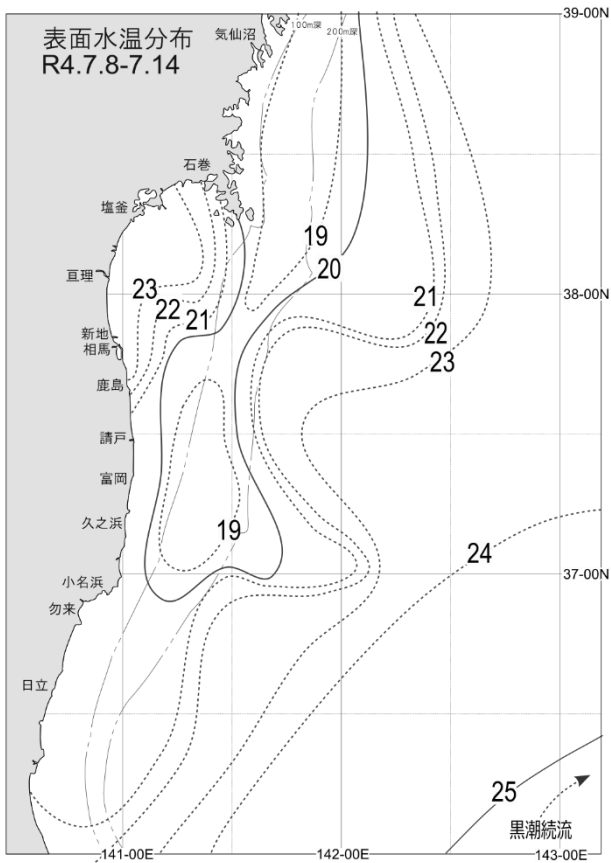 表面水温分布
R4.7.8-7.14
気仙沼
100m深
200m深
39-00N
石巻
塩釜
19
20
亘理
23
22
21
21
22
23
38-00N
新地
相馬
鹿島
請戸
富岡
久之浜
19
24
小名浜
勿来
37-00N
日立
25
黒潮続流
141-00E
142-00E
143-00E